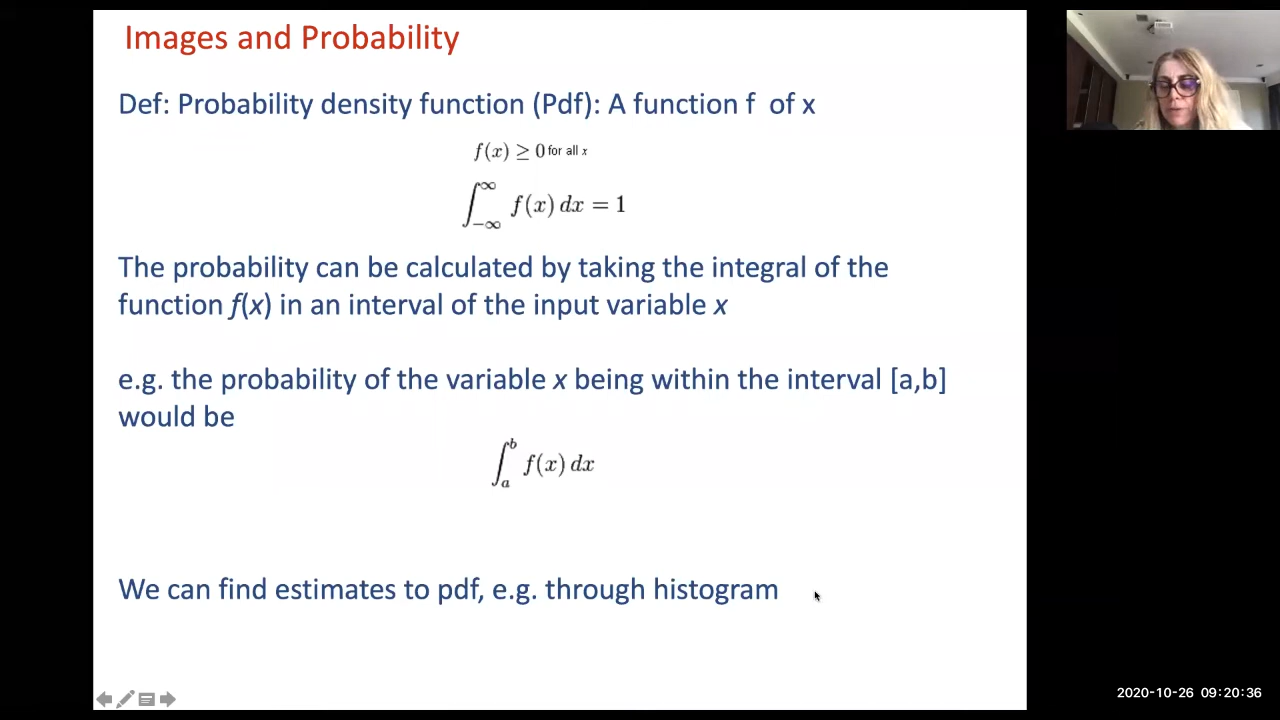 Images and Probability
Def: Probability density function (Pdf): A function f of x
f(x) ≥ 0 for all x
∫_{-∞}^{∞} f(x) dx = 1
The probability can be calculated by taking the integral of the
function f(x) in an interval of the input variable x
e.g. the probability of the variable x being within the interval [a,b]
would be
∫_a^b f(x) dx
We can find estimates to pdf, e.g. through histogram
2020-10-26 09:20:36